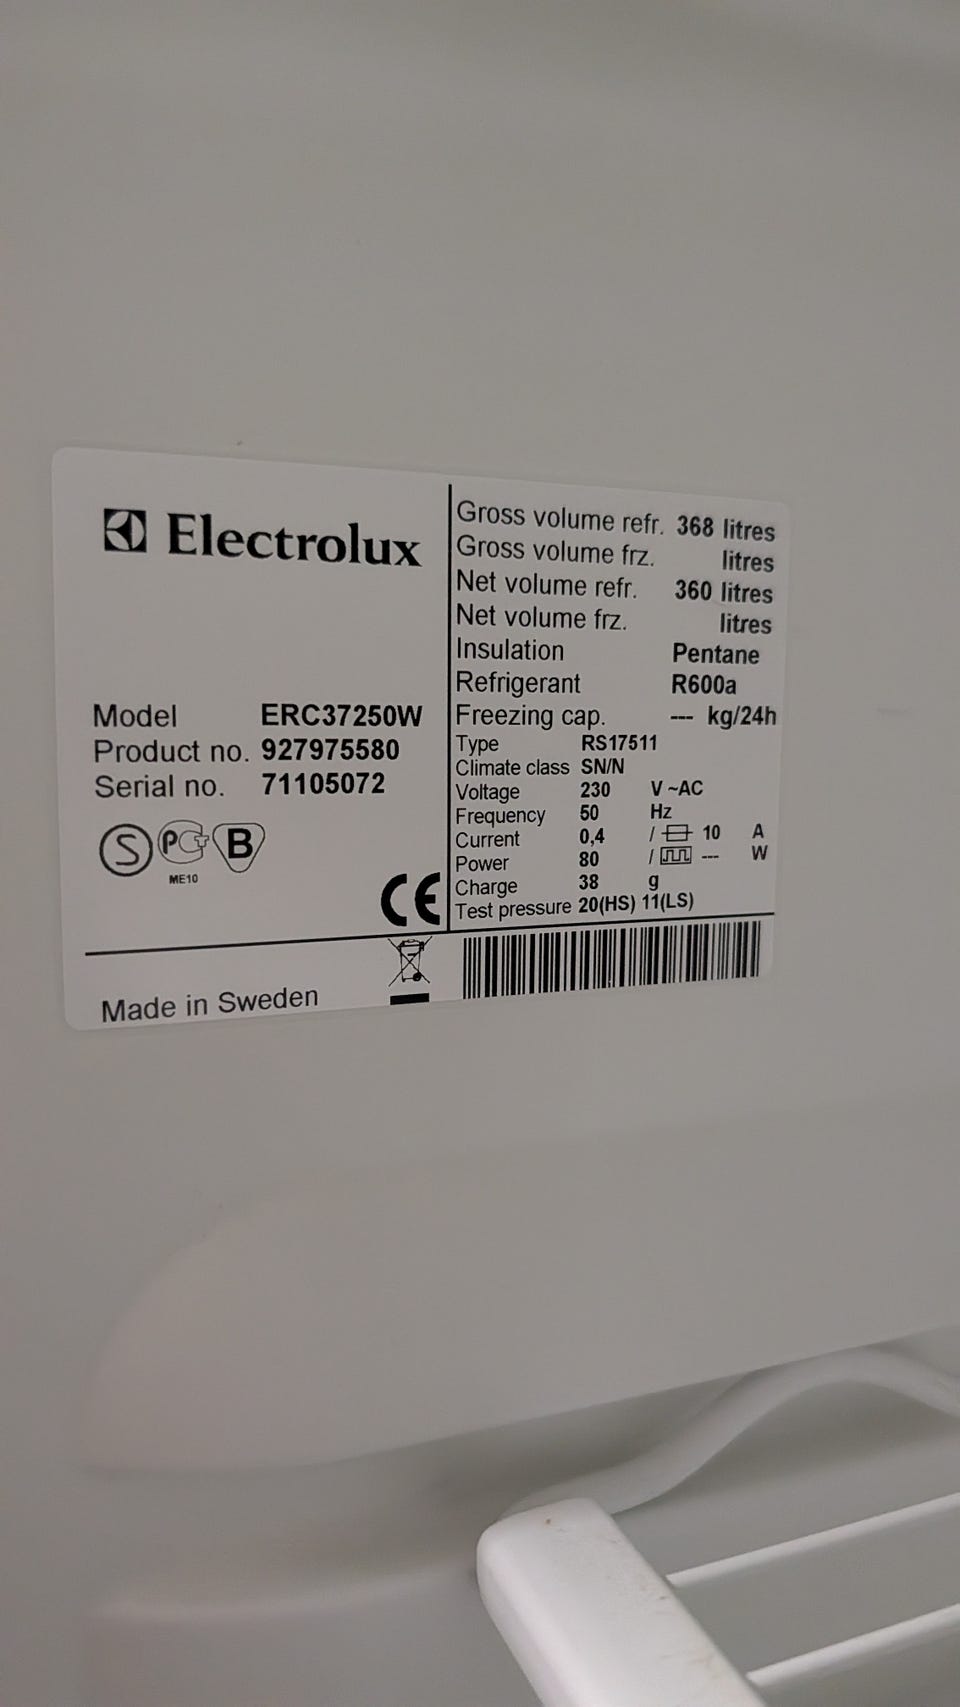 Electrolux
Model ERC37250W
Product no. 927975580
Serial no. 71105072
S PCT B
ME10
CE
Made in Sweden
Gross volume refr. 368 litres
Gross volume frz. litres
Net volume refr. 360 litres
Net volume frz. litres
Insulation Pentane
Refrigerant R600a
Freezing cap. --- kg/24h
Type RS17511
Climate class SN/N
Voltage 230 V ~AC
Frequency 50 Hz
Current 0,4 / 10 A
Power 80 / --- W
Charge 38 g
Test pressure 20(HS) 11(LS)